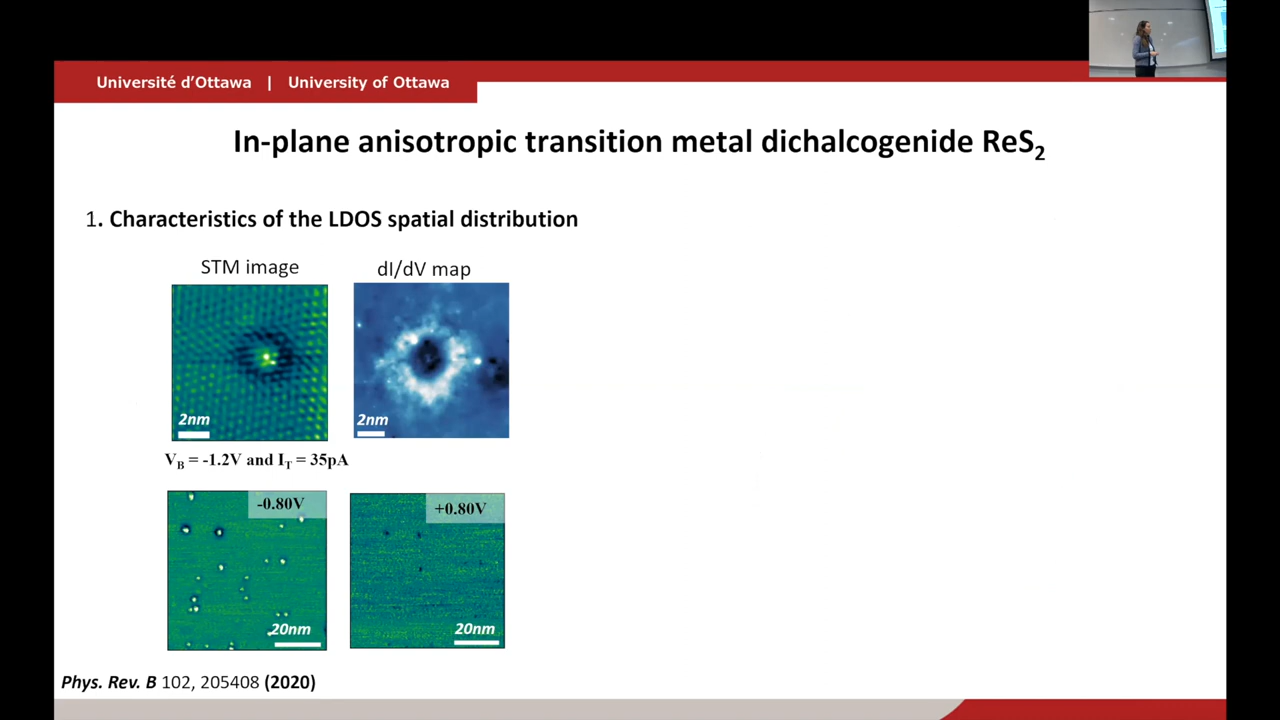 Université d'Ottawa | University of Ottawa
In-plane anisotropic transition metal dichalcogenide ReS₂
1. Characteristics of the LDOS spatial distribution
STM image
dI/dV map
2nm
2nm
V_B = -1.2V and I_T = 35pA
-0.80V
+0.80V
20nm
20nm
Phys. Rev. B 102, 205408 (2020)